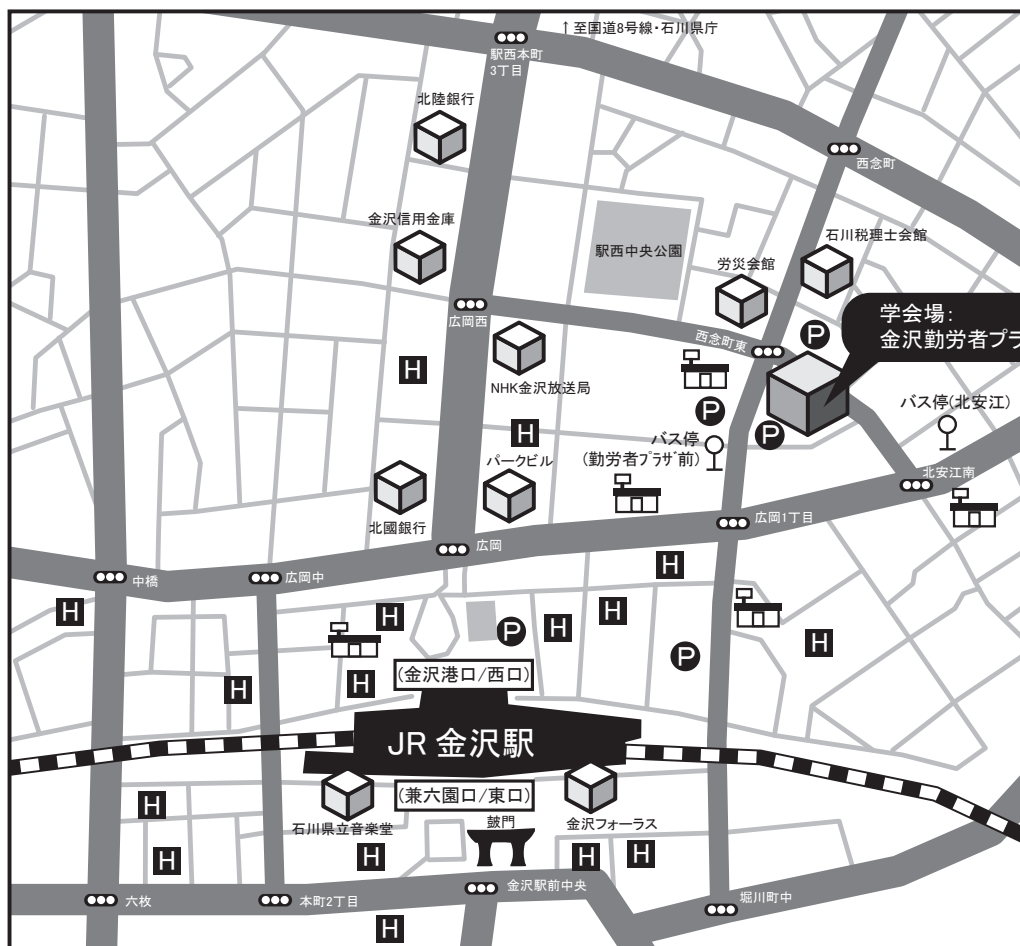 ↑至国道8号線・石川県庁
駅西本町
3丁目
北陸銀行
西念町
金沢信用金庫
石川税理士会館
駅西中央公園
労災会館
学会場:
金沢勤労者プラ
広岡西
西念町東
P
H
NHK金沢放送局
P
バス停(北安江)
H
P
バス停
(勤労者プラザ前)
パークビル
北安江南
北國銀行
広岡1丁目
広岡
中橋
広岡中
H
H
H
H
H
P
H
P
(金沢港口/西口)
H
H
JR 金沢駅
(兼六園口/東口)
H
石川県立音楽堂
鼓門
金沢フォーラス
H
H
H
H
六枚
本町2丁目
金沢駅前中央
堀川町中
H